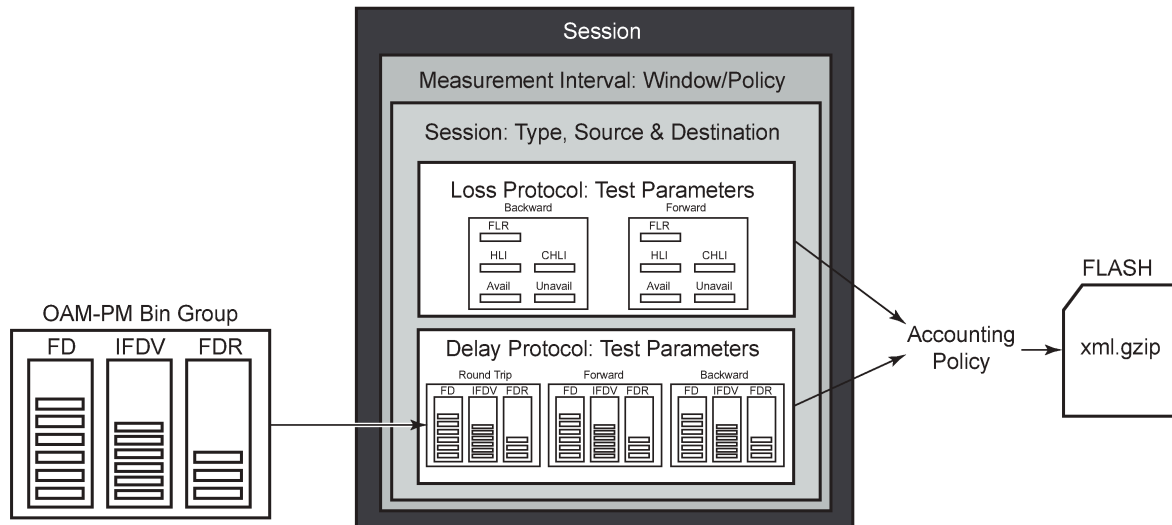 Session
Measurement Interval: Window/Policy
Session: Type, Source & Destination
Loss Protocol: Test Parameters
Backward
FLR
HLI CHLI
Avail Unavail
Forward
FLR
HLI CHLI
Avail Unavail
OAM-PM Bin Group
FD IFDV FDR
Delay Protocol: Test Parameters
Round Trip
FD IFDV FDR
Forward
FD IFDV FDR
Backward
FD IFDV FDR
Accounting
Policy
FLASH
xml.gzip